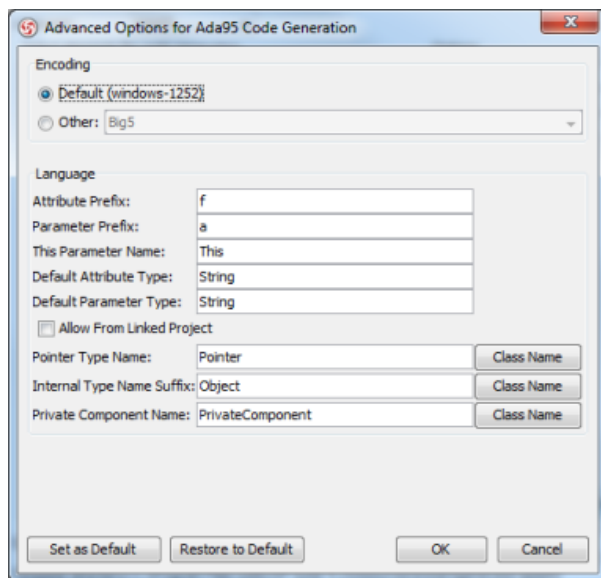 Advanced Options for Ada95 Code Generation
Encoding
Default (windows-1252)
Other: Big5
Language
Attribute Prefix: f
Parameter Prefix: a
This Parameter Name: This
Default Attribute Type: String
Default Parameter Type: String
Allow From Linked Project
Pointer Type Name: Pointer Class Name
Internal Type Name Suffix: Object Class Name
Private Component Name: PrivateComponent Class Name
Set as Default Restore to Default OK Cancel